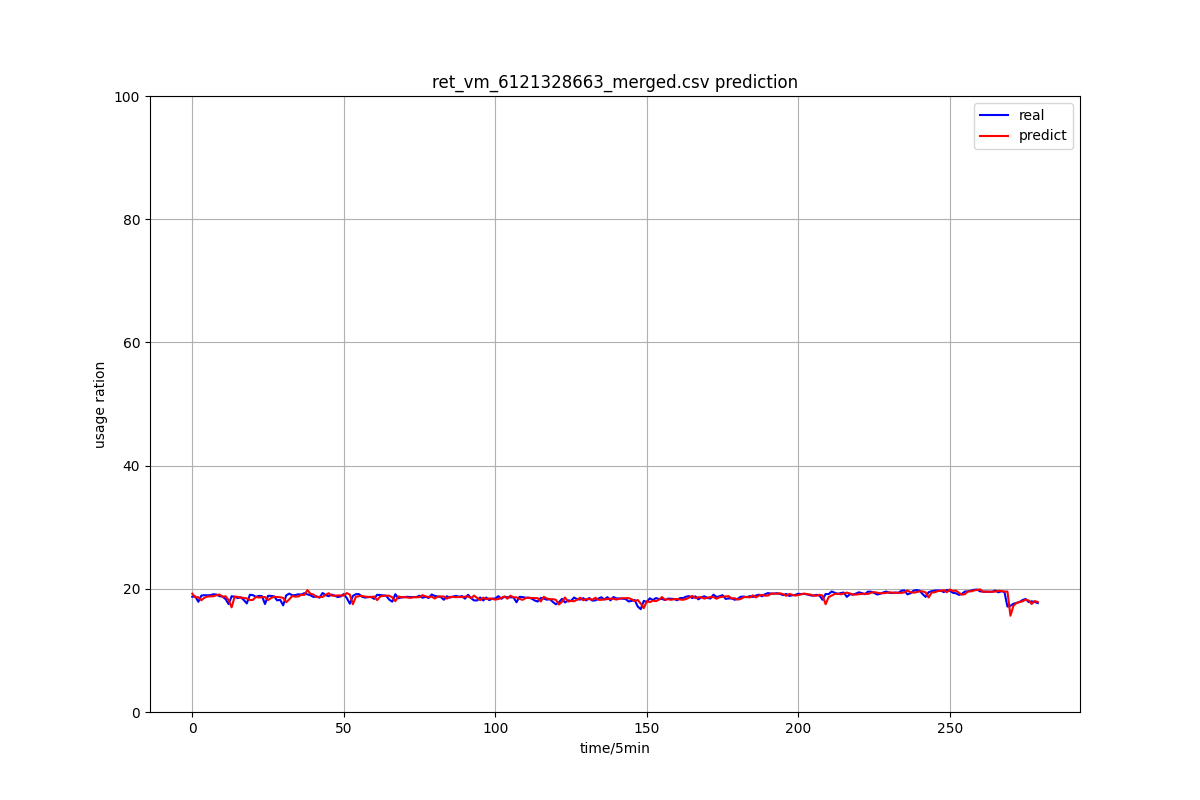 ret_vm_6121328663_merged.csv prediction
real
predict
100
80
60
40
20
0
usage ration
0 50 100 150 200 250
time/5min